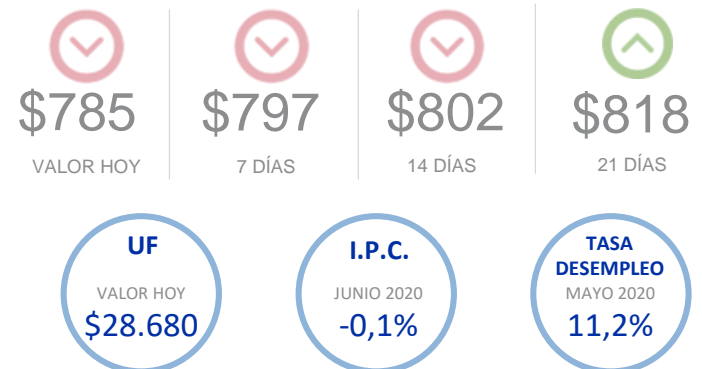 $785 $797 $802 $818
VALOR HOY 7 DÍAS 14 DÍAS 21 DÍAS
UF
VALOR HOY
$28.680
I.P.C.
JUNIO 2020
-0,1%
TASA
DESEMPLEO
MAYO 2020
11,2%